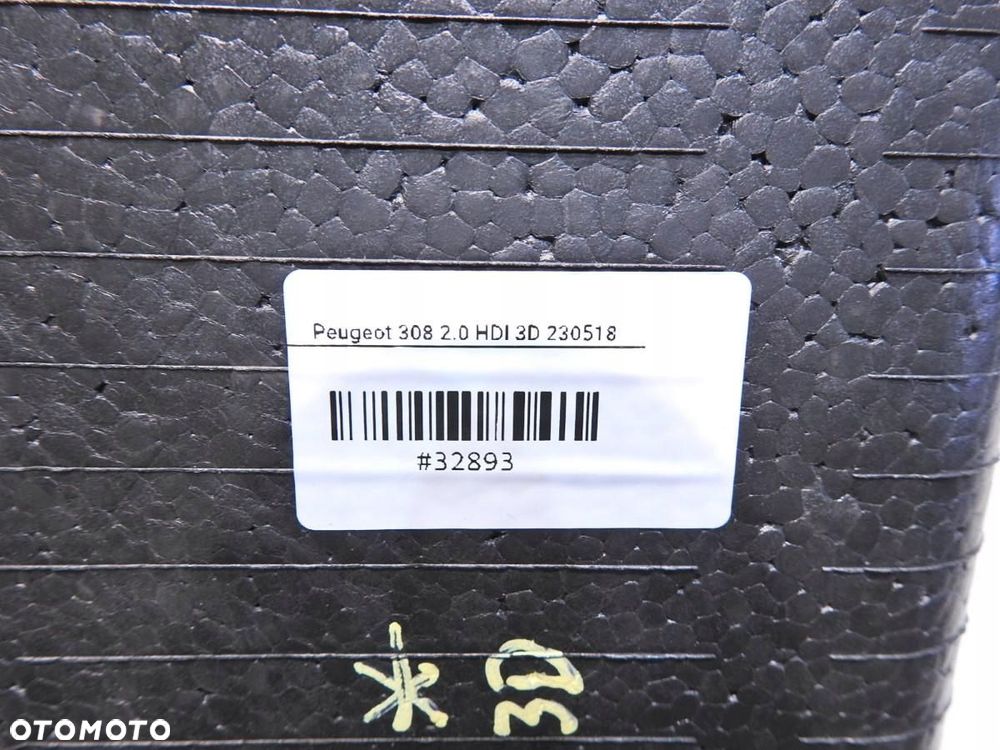 Peugeot 308 2.0 HDI 3D 230518
#32893
* 3D
OTOMOTO